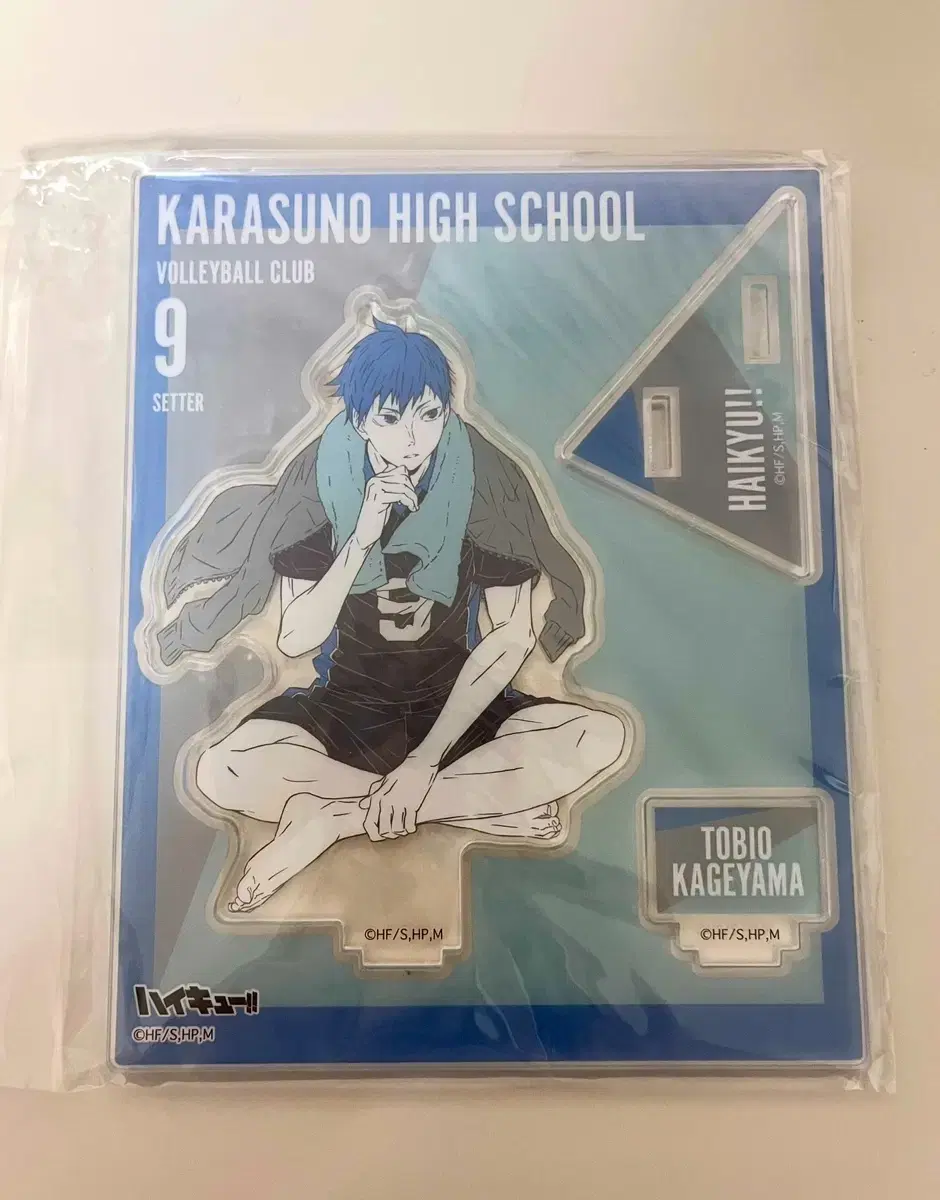 KARASUNO HIGH SCHOOL
VOLLEYBALL CLUB
9
SETTER
HAIKYU!!
©HF/S,HP,M
9
TOBIO
KAGEYAMA
©HF/S,HP,M
©HF/S,HP,M
ハイキュー!!
©HF/S,HP,M